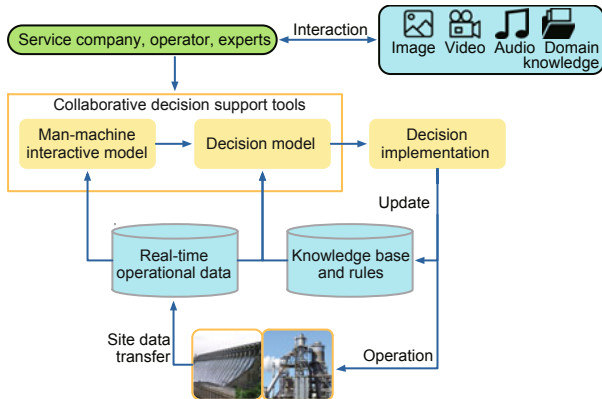 Service company, operator, experts
Interaction
Image Video Audio Domain
knowledge
Collaborative decision support tools
Man-machine
interactive model
Decision model
Decision
implementation
Update
Real-time
operational data
Knowledge base
and rules
Site data
transfer
Operation